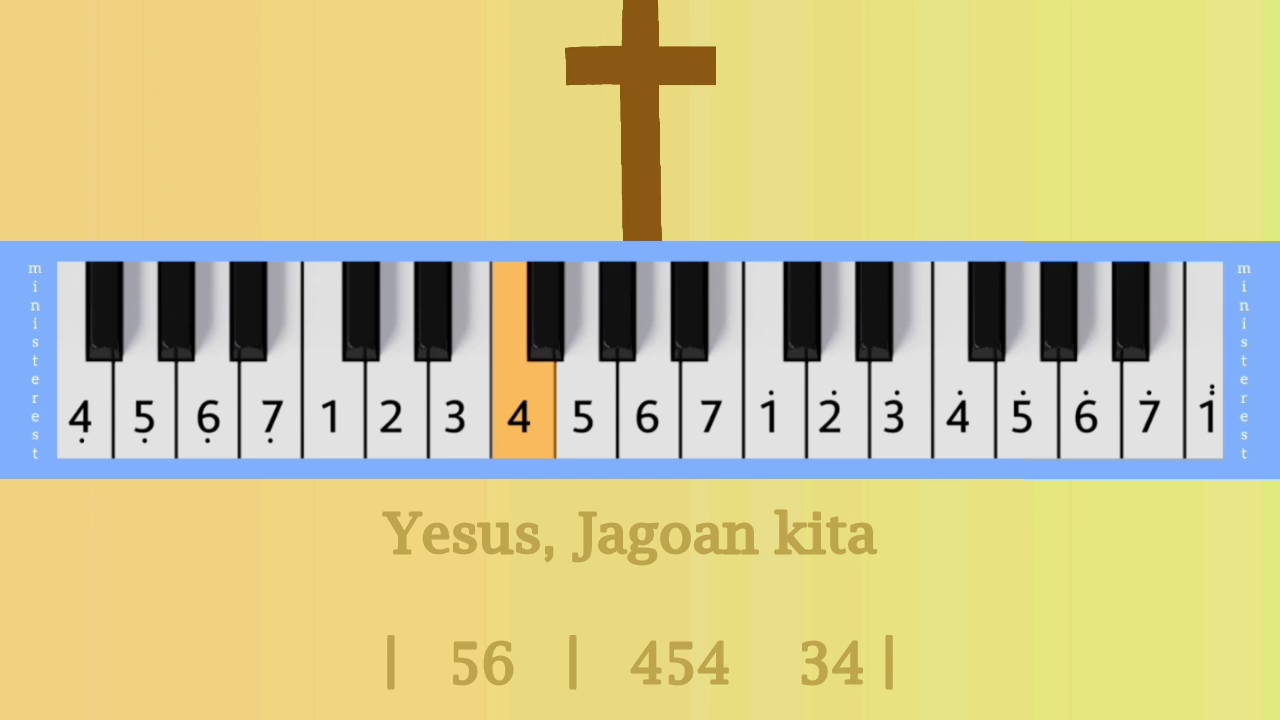 ministerest
4̣ 5̣ 6̣ 7̣ 1 2 3 4 5 6 7 1̇ 2̇ 3̇ 4̇ 5̇ 6̇ 7̇ 1̈
ministerest
Yesus, Jagoan kita
| 56 | 454 34 |